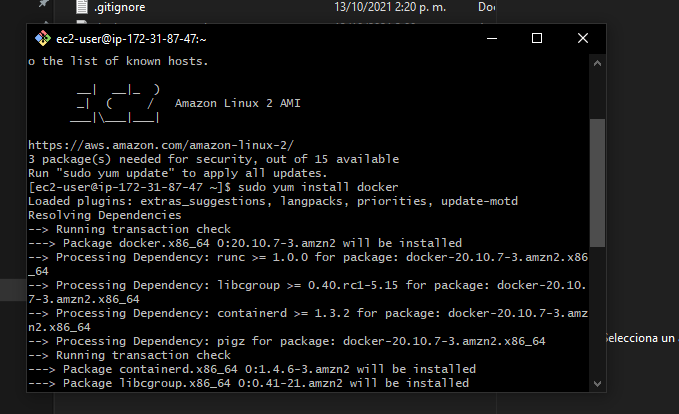 .gitignore 13/10/2021 2:20 p. m. Doc
ec2-user@ip-172-31-87-47:~
o the list of known hosts.
__|  __|_  )
_|  (     /   Amazon Linux 2 AMI
___|\___|___|
https://aws.amazon.com/amazon-linux-2/
3 package(s) needed for security, out of 15 available
Run "sudo yum update" to apply all updates.
[ec2-user@ip-172-31-87-47 ~]$ sudo yum install docker
Loaded plugins: extras_suggestions, langpacks, priorities, update-motd
Resolving Dependencies
--> Running transaction check
---> Package docker.x86_64 0:20.10.7-3.amzn2 will be installed
--> Processing Dependency: runc >= 1.0.0 for package: docker-20.10.7-3.amzn2.x86
_64
--> Processing Dependency: libcgroup >= 0.40.rc1-5.15 for package: docker-20.10.
7-3.amzn2.x86_64
--> Processing Dependency: containerd >= 1.3.2 for package: docker-20.10.7-3.amz
n2.x86_64
--> Processing Dependency: pigz for package: docker-20.10.7-3.amzn2.x86_64
--> Running transaction check
---> Package containerd.x86_64 0:1.4.6-3.amzn2 will be installed
---> Package libcgroup.x86_64 0:0.41-21.amzn2 will be installed
Selecciona un